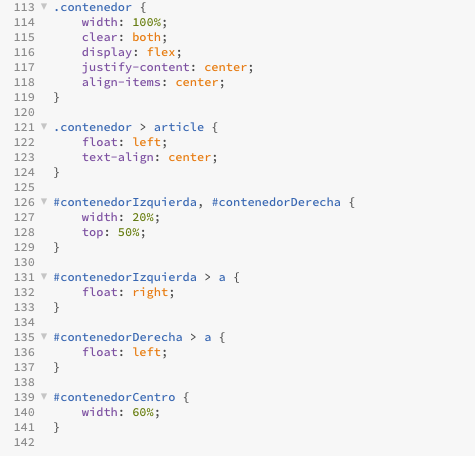 113 ▼ .contenedor {
114     width: 100%;
115     clear: both;
116     display: flex;
117     justify-content: center;
118     align-items: center;
119 }
120
121 ▼ .contenedor > article {
122     float: left;
123     text-align: center;
124 }
125
126 ▼ #contenedorIzquierda, #contenedorDerecha {
127     width: 20%;
128     top: 50%;
129 }
130
131 ▼ #contenedorIzquierda > a {
132     float: right;
133 }
134
135 ▼ #contenedorDerecha > a {
136     float: left;
137 }
138
139 ▼ #contenedorCentro {
140     width: 60%;
141 }
142